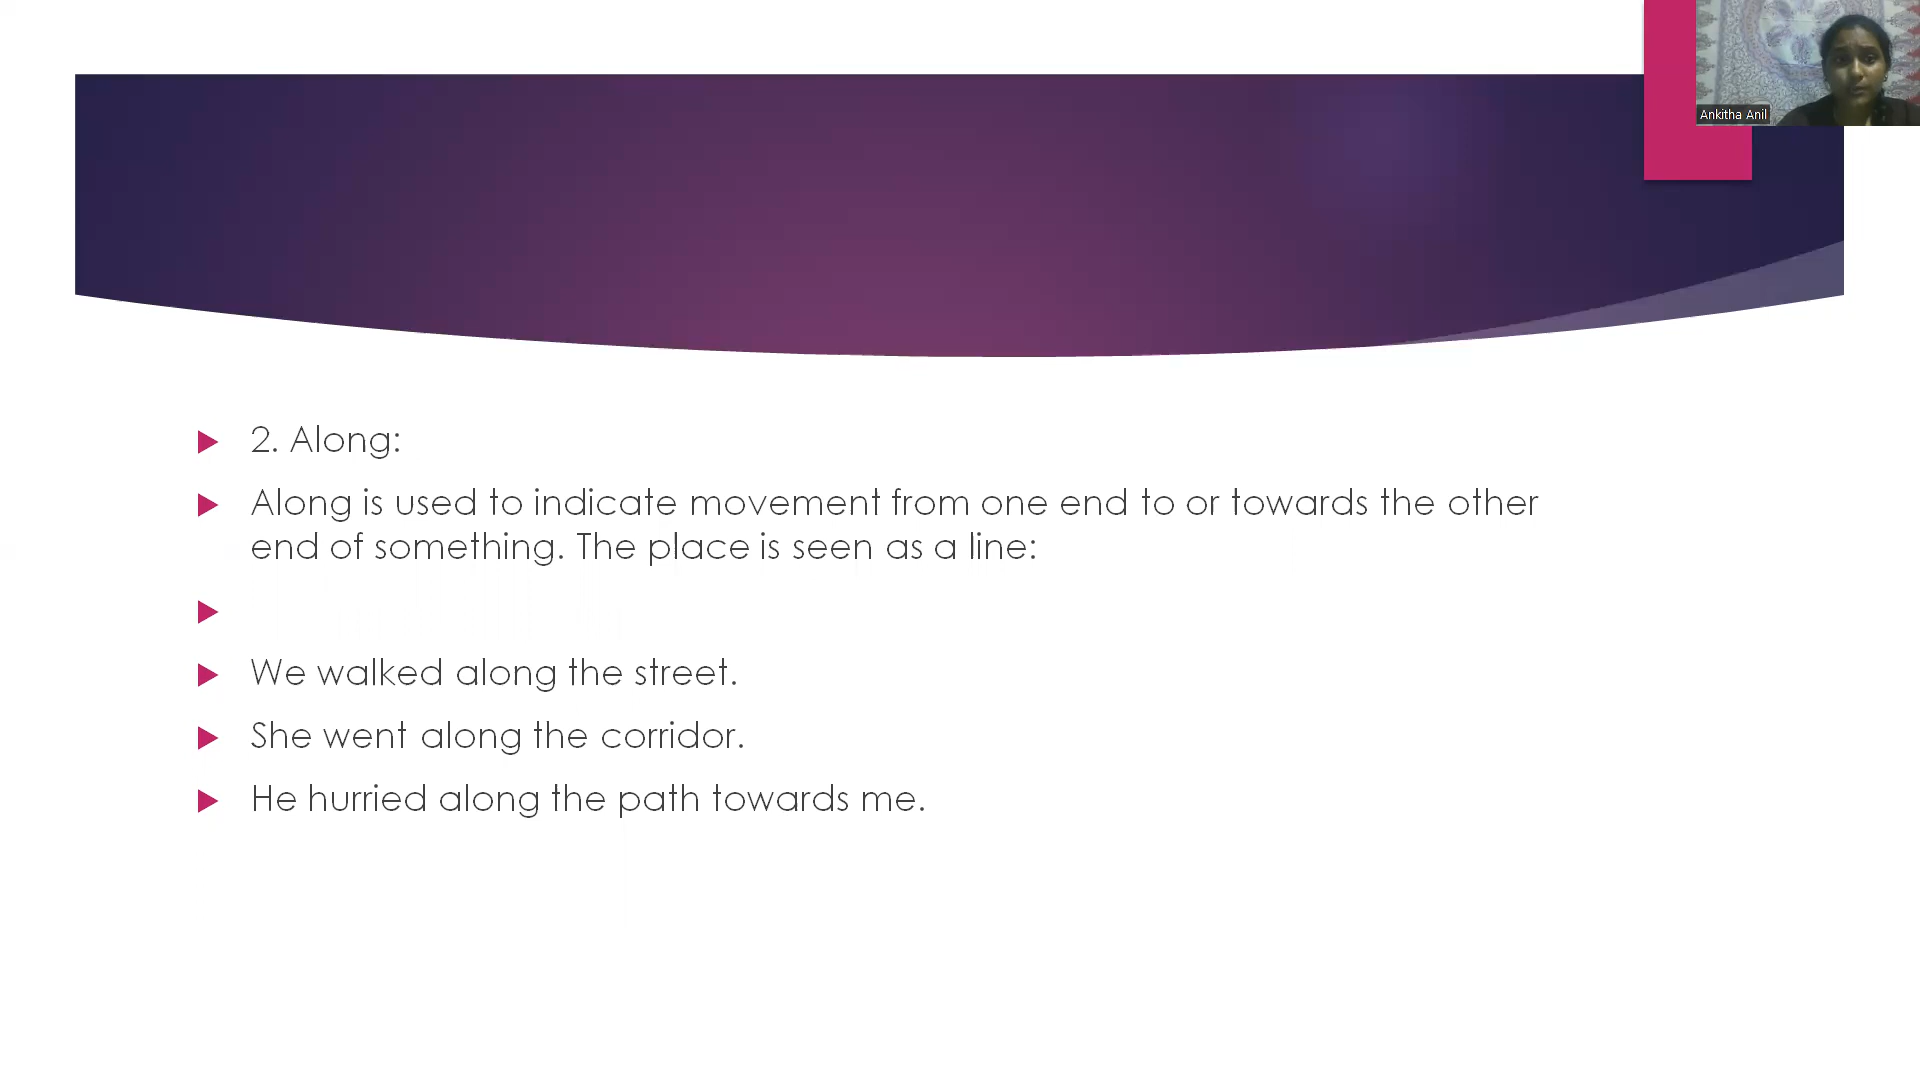 Ankitha Anil
2. Along:
Along is used to indicate movement from one end to or towards the other
end of something. The place is seen as a line:
We walked along the street.
She went along the corridor.
He hurried along the path towards me.